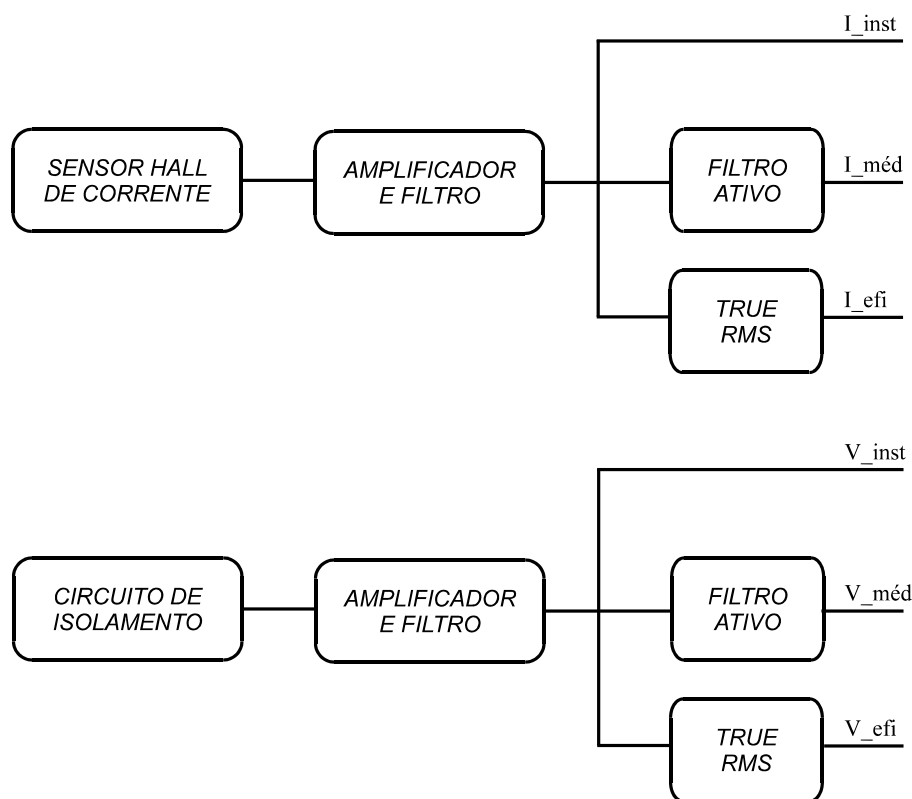 I_inst
SENSOR HALL
DE CORRENTE
AMPLIFICADOR
E FILTRO
FILTRO
ATIVO
I_méd
TRUE
RMS
I_efi
V_inst
CIRCUITO DE
ISOLAMENTO
AMPLIFICADOR
E FILTRO
FILTRO
ATIVO
V_méd
TRUE
RMS
V_efi